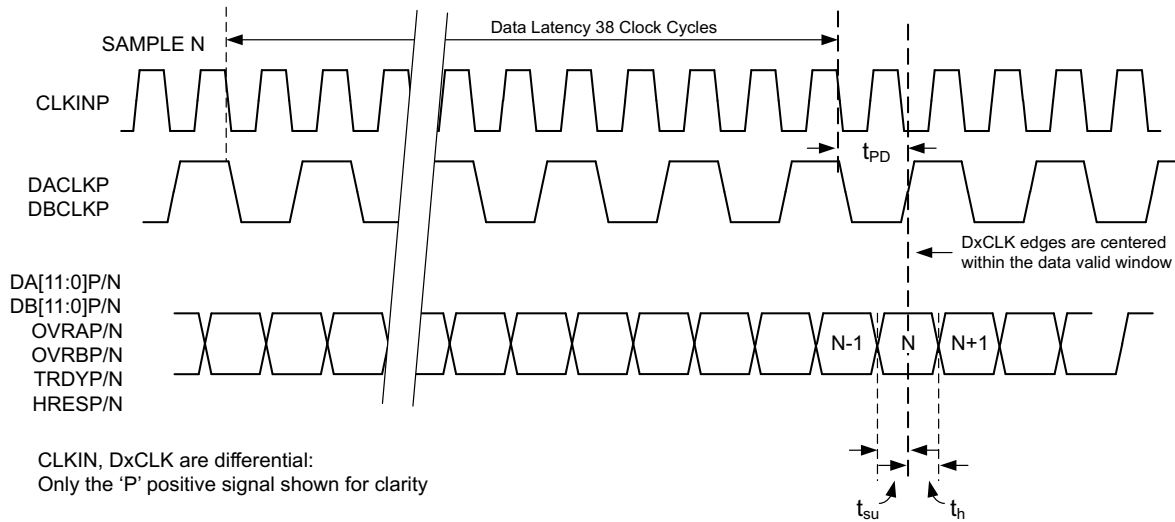 Data Latency 38 Clock Cycles
SAMPLE N
CLKINP
tPD
DACLKP
DBCLKP
DxCLK edges are centered
within the data valid window
DA[11:0]P/N
DB[11:0]P/N
OVRAP/N
OVRBP/N
TRDYP/N
HRESP/N
N-1 N N+1
CLKIN, DxCLK are differential:
Only the ‘P’ positive signal shown for clarity
tsu th